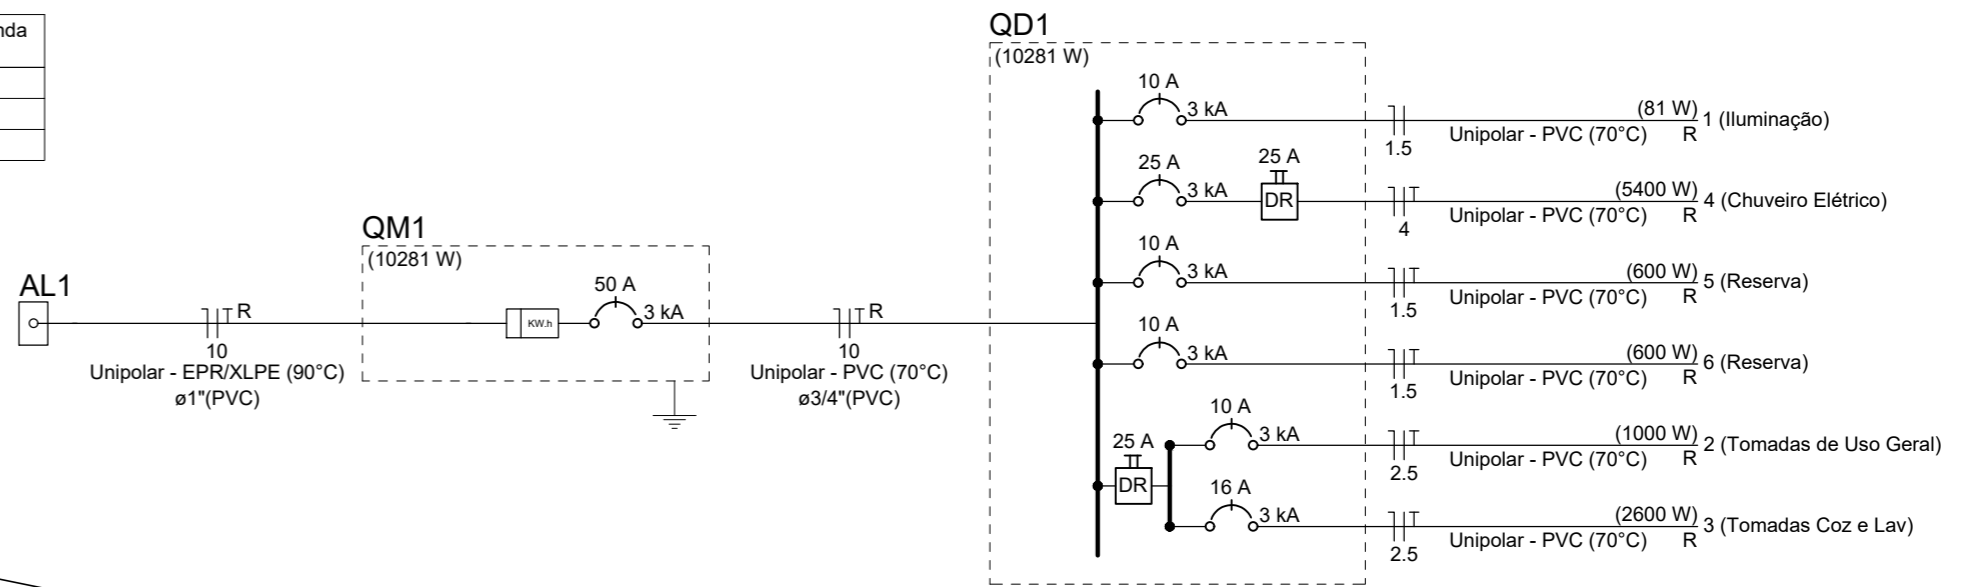 nda
QD1
(10281 W)
10 A
3 kA
1.5
(81 W)
Unipolar - PVC (70°C)
R
1 (Iluminação)
25 A
3 kA
25 A
DR
4
(5400 W)
Unipolar - PVC (70°C)
R
4 (Chuveiro Elétrico)
10 A
3 kA
1.5
(600 W)
Unipolar - PVC (70°C)
R
5 (Reserva)
10 A
3 kA
1.5
(600 W)
Unipolar - PVC (70°C)
R
6 (Reserva)
25 A
DR
10 A
3 kA
2.5
(1000 W)
Unipolar - PVC (70°C)
R
2 (Tomadas de Uso Geral)
16 A
3 kA
2.5
(2600 W)
Unipolar - PVC (70°C)
R
3 (Tomadas Coz e Lav)
QM1
(10281 W)
KW.h
50 A
3 kA
AL1
R
10
Unipolar - EPR/XLPE (90°C)
ø1"(PVC)
R
10
Unipolar - PVC (70°C)
ø3/4"(PVC)